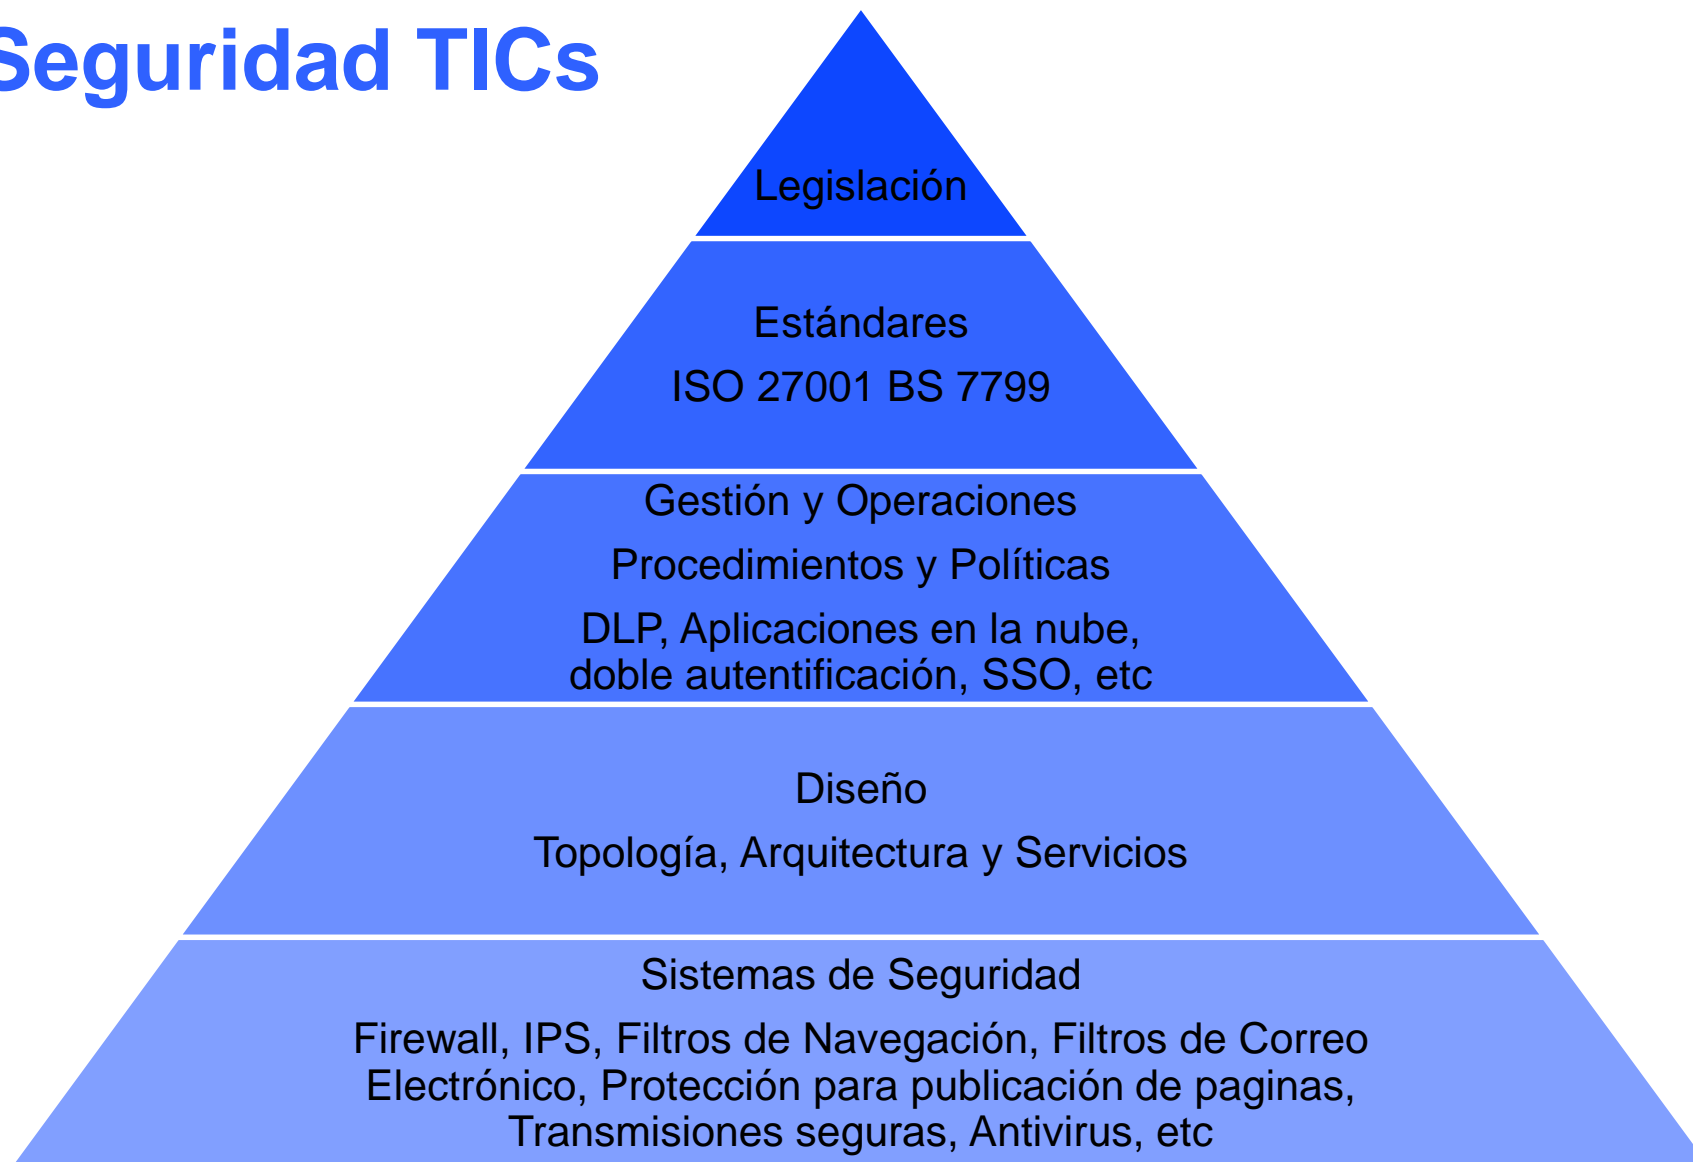 Seguridad TICs
Legislación
Estándares
ISO 27001 BS 7799
Gestión y Operaciones
Procedimientos y Políticas
DLP, Aplicaciones en la nube,
doble autentificación, SSO, etc
Diseño
Topología, Arquitectura y Servicios
Sistemas de Seguridad
Firewall, IPS, Filtros de Navegación, Filtros de Correo
Electrónico, Protección para publicación de paginas,
Transmisiones seguras, Antivirus, etc